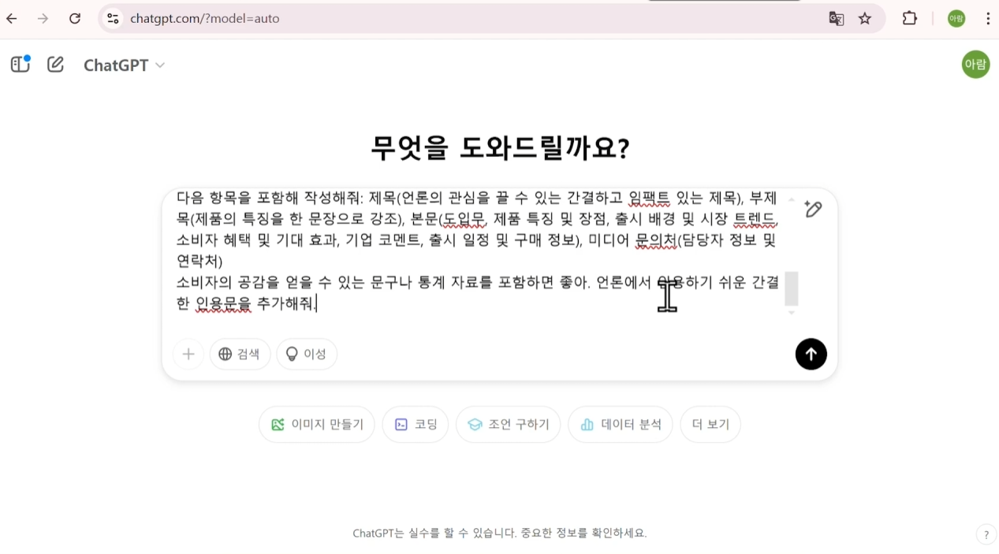 chatgpt.com/?model=auto
아람
ChatGPT
아람
무엇을 도와드릴까요?
다음 항목을 포함해 작성해줘: 제목(언론의 관심을 끌 수 있는 간결하고 임팩트 있는 제목), 부제
목(제품의 특징을 한 문장으로 강조), 본문(도입문, 제품 특징 및 장점, 출시 배경 및 시장 트렌드,
소비자 혜택 및 기대 효과, 기업 코멘트, 출시 일정 및 구매 정보), 미디어 문의처(담당자 정보 및
연락처)
소비자의 공감을 얻을 수 있는 문구나 통계 자료를 포함하면 좋아. 언론에서 인용하기 쉬운 간결
한 인용문을 추가해줘.
검색 이성
이미지 만들기 코딩 조언 구하기 데이터 분석 더 보기
ChatGPT는 실수를 할 수 있습니다. 중요한 정보를 확인하세요.
?